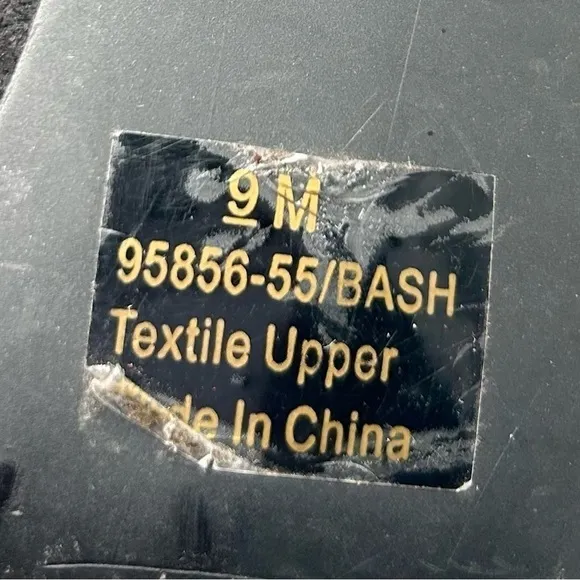 9 M
95856-55/BASH
Textile Upper
In China